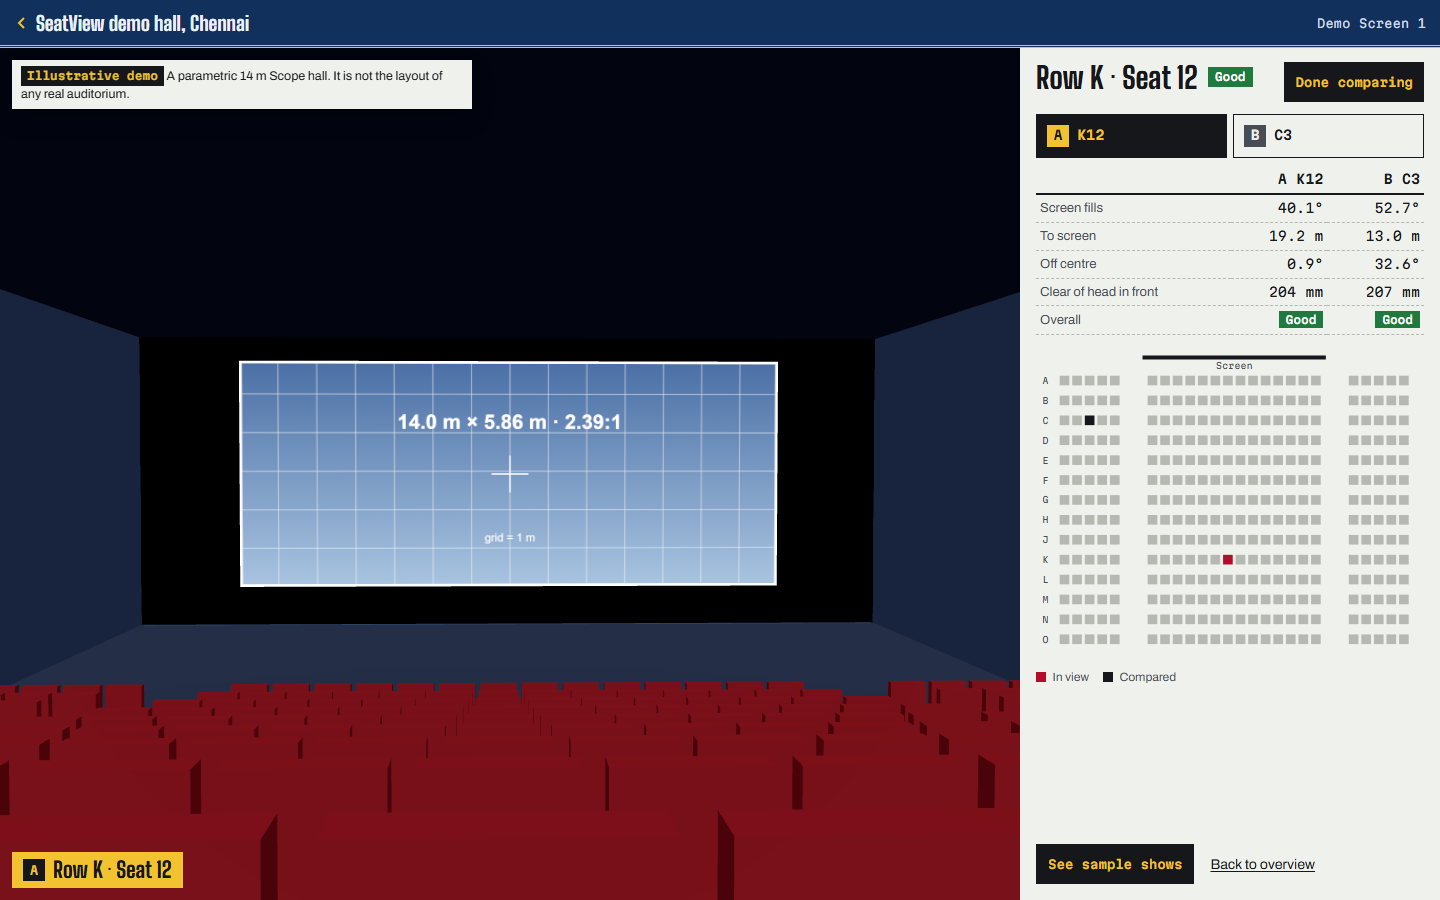 SeatView demo hall, Chennai
Demo Screen 1
Illustrative demo A parametric 14 m Scope hall. It is not the layout of
any real auditorium.
14.0 m × 5.86 m · 2.39:1
grid = 1 m
A Row K · Seat 12
Row K · Seat 12 Good
Done comparing
A K12
B C3
A K12 B C3
Screen fills 40.1° 52.7°
To screen 19.2 m 13.0 m
Off centre 0.9° 32.6°
Clear of head in front 204 mm 207 mm
Overall Good Good
Screen
A
B
C
D
E
F
G
H
J
K
L
M
N
O
In view Compared
See sample shows Back to overview